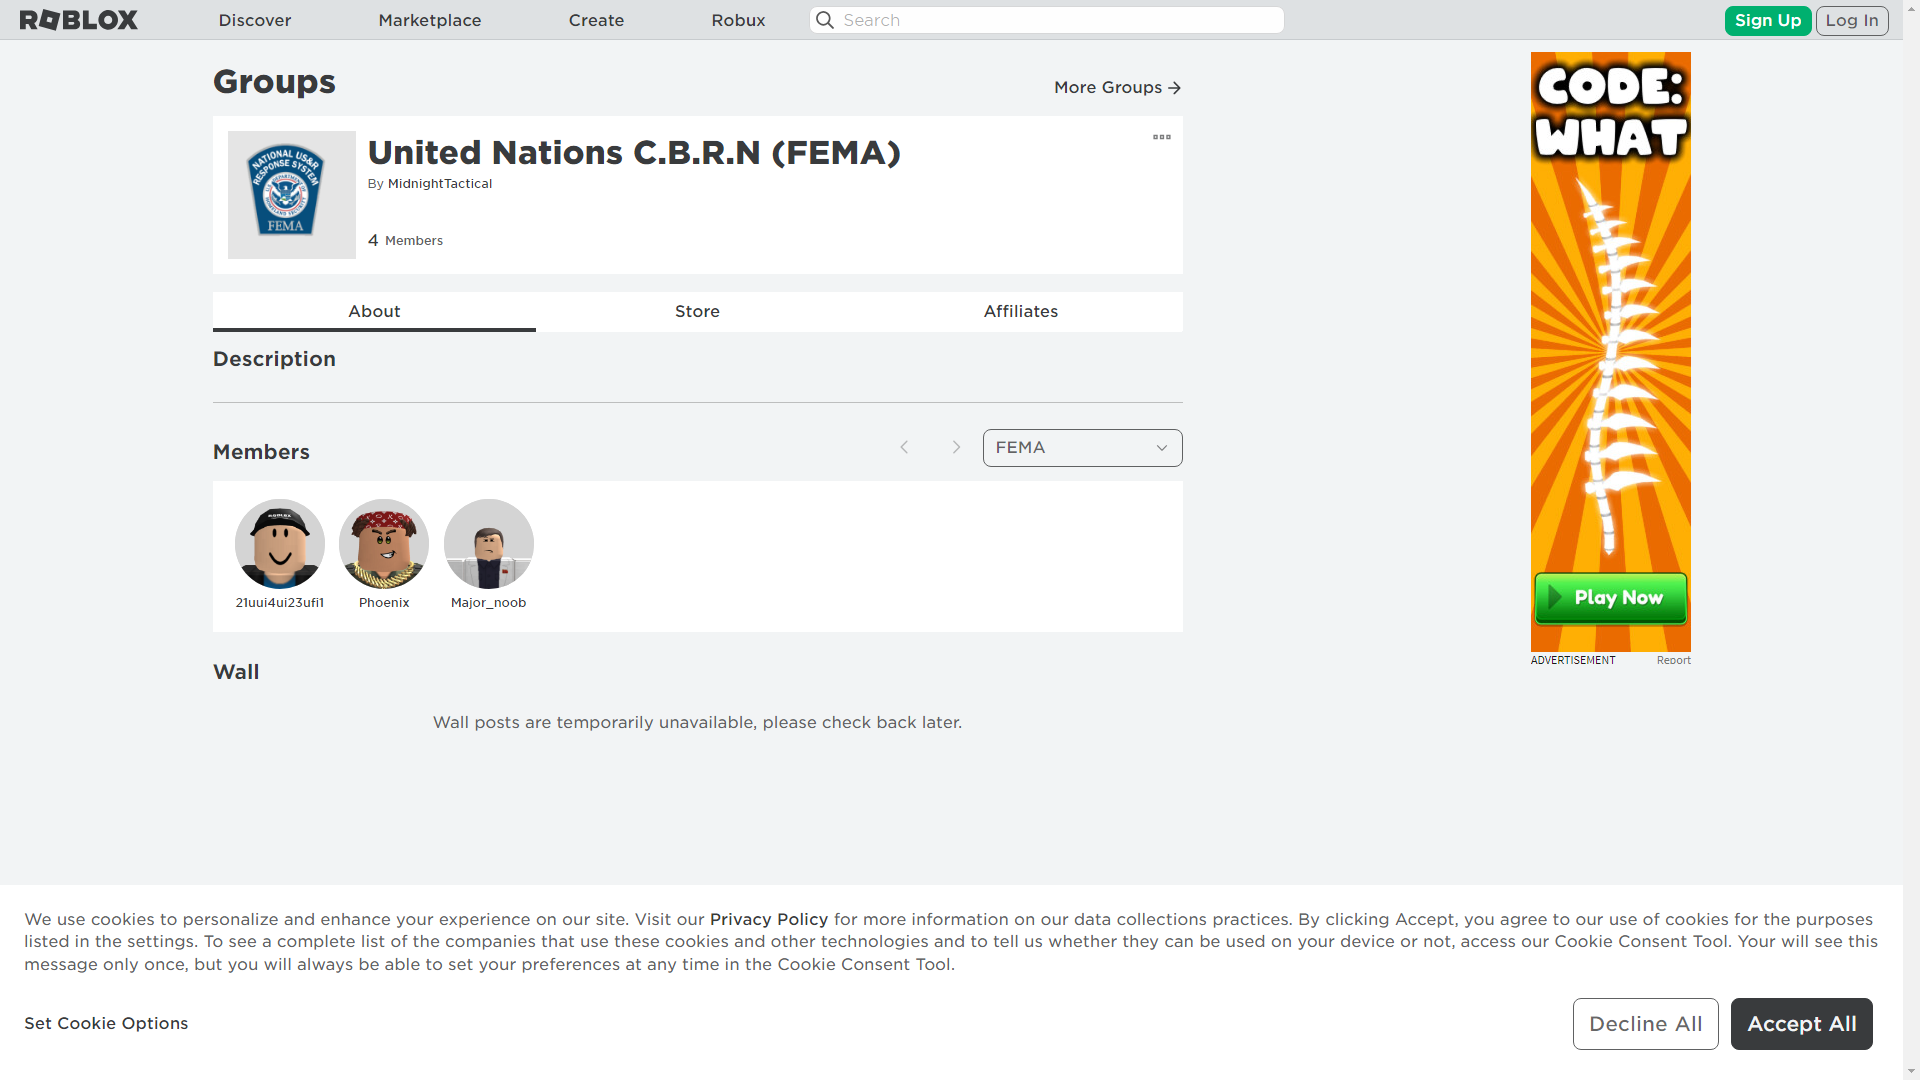 ROBLOX
Discover
Marketplace
Create
Robux
Search
Sign Up
Log In
Groups
More Groups
NATIONAL US&R
RESPONSE SYSTEM
U.S. DEPARTMENT OF
HOMELAND SECURITY
FEMA
United Nations C.B.R.N (FEMA)
By MidnightTactical
4 Members
About
Store
Affiliates
Description
Members
FEMA
ROBLOX
21uui4ui23ufi1
Phoenix
Major_noob
Wall
Wall posts are temporarily unavailable, please check back later.
CODE:
WHAT
Play Now
ADVERTISEMENT
Report
We use cookies to personalize and enhance your experience on our site. Visit our Privacy Policy for more information on our data collections practices. By clicking Accept, you agree to our use of cookies for the purposes
listed in the settings. To see a complete list of the companies that use these cookies and other technologies and to tell us whether they can be used on your device or not, access our Cookie Consent Tool. Your will see this
message only once, but you will always be able to set your preferences at any time in the Cookie Consent Tool.
Set Cookie Options
Decline All
Accept All